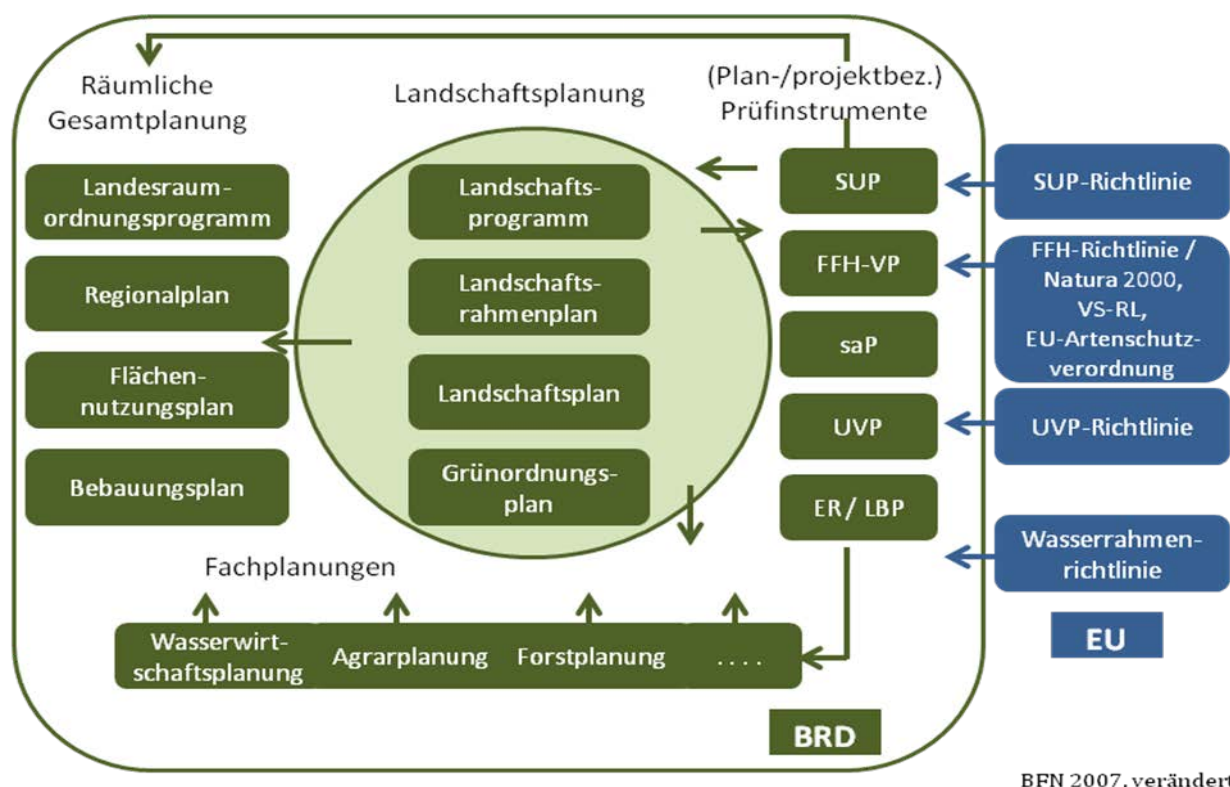 Räumliche
Gesamtplanung
Landesraum-
ordnungsprogramm
Regionalplan
Flächen-
nutzungsplan
Bebauungsplan
Landschaftsplanung
Landschafts-
programm
Landschafts-
rahmenplan
Landschaftsplan
Grünordnungs-
plan
(Plan-/projektbez.)
Prüfinstrumente
SUP
FFH-VP
saP
UVP
ER / LBP
SUP-Richtlinie
FFH-Richtlinie /
Natura 2000,
VS-RL,
EU-Artenschutz-
verordnung
UVP-Richtlinie
Wasserrahmen-
richtlinie
EU
Fachplanungen
Wasserwirt-
schaftsplanung
Agrarplanung
Forstplanung
. . . .
BRD
BFN 2007, verändert